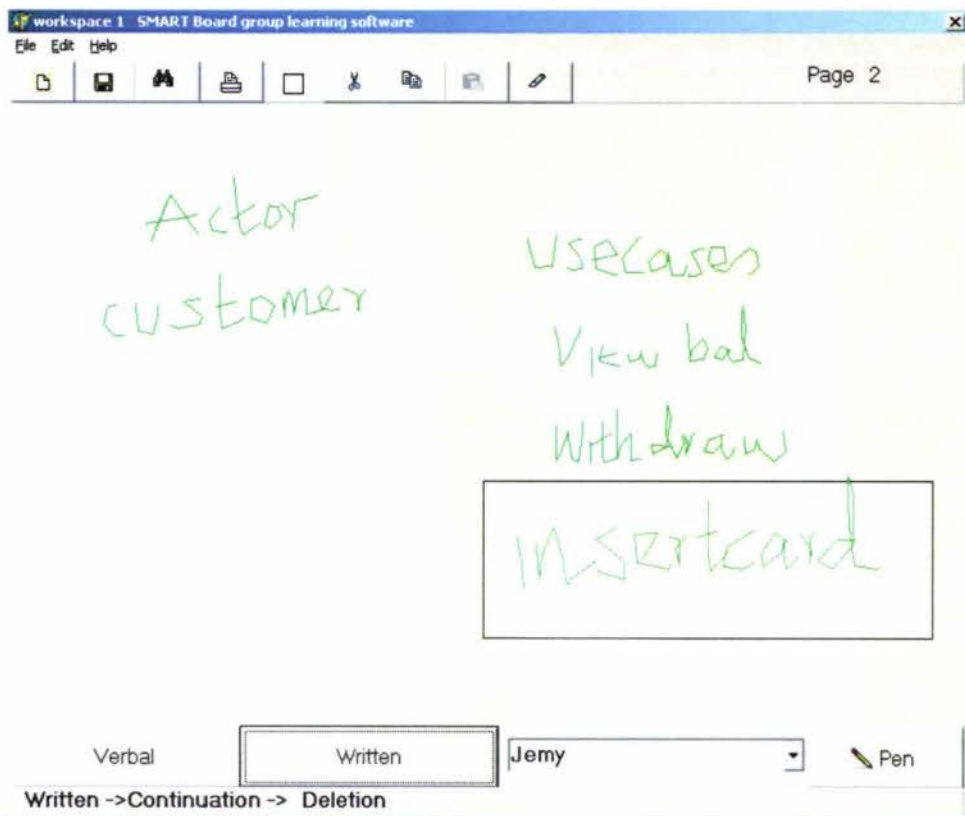 workspace 1 SMART Board group learning software
File Edit Help
Page 2
Actor
customer
usecases
View bal
Withdraw
insertcard
Verbal Written Jemy Pen
Written ->Continuation -> Deletion